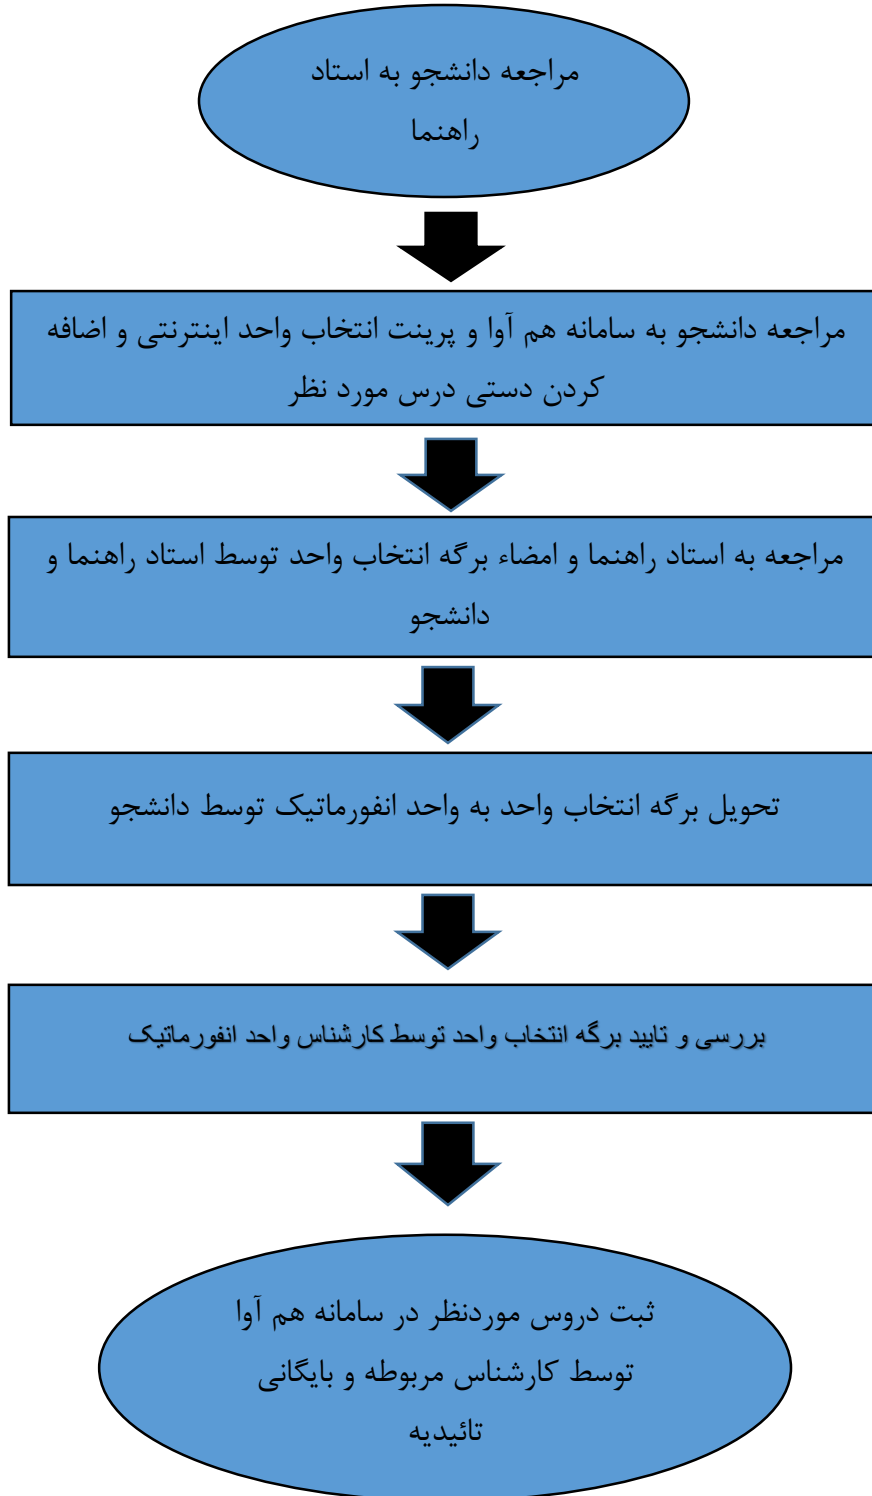 مراجعه دانشجو به استاد
راهنما
مراجعه دانشجو به سامانه هم آوا و پرینت انتخاب واحد اینترنتی و اضافه
کردن دستی درس مورد نظر
مراجعه به استاد راهنما و امضاء برگه انتخاب واحد توسط استاد راهنما و
دانشجو
تحویل برگه انتخاب واحد به واحد انفورماتیک توسط دانشجو
بررسی و تایید برگه انتخاب واحد توسط کارشناس واحد انفورماتیک
ثبت دروس موردنظر در سامانه هم آوا
توسط کارشناس مربوطه و بایگانی
تائیدیه